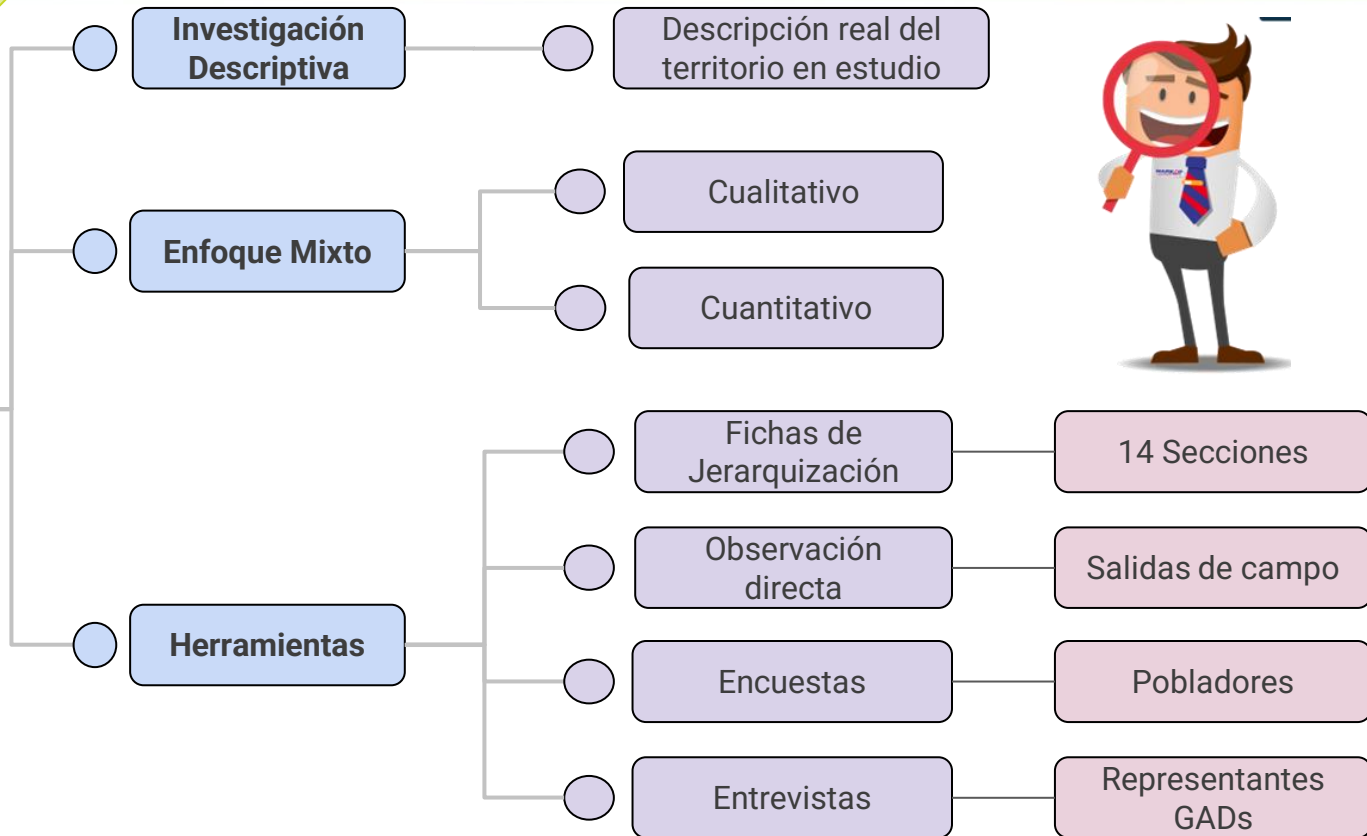 Investigación
Descriptiva
Descripción real del
territorio en estudio
Enfoque Mixto
Cualitativo
Cuantitativo
Herramientas
Fichas de
Jerarquización
14 Secciones
Observación
directa
Salidas de campo
Encuestas
Pobladores
Entrevistas
Representantes
GADs